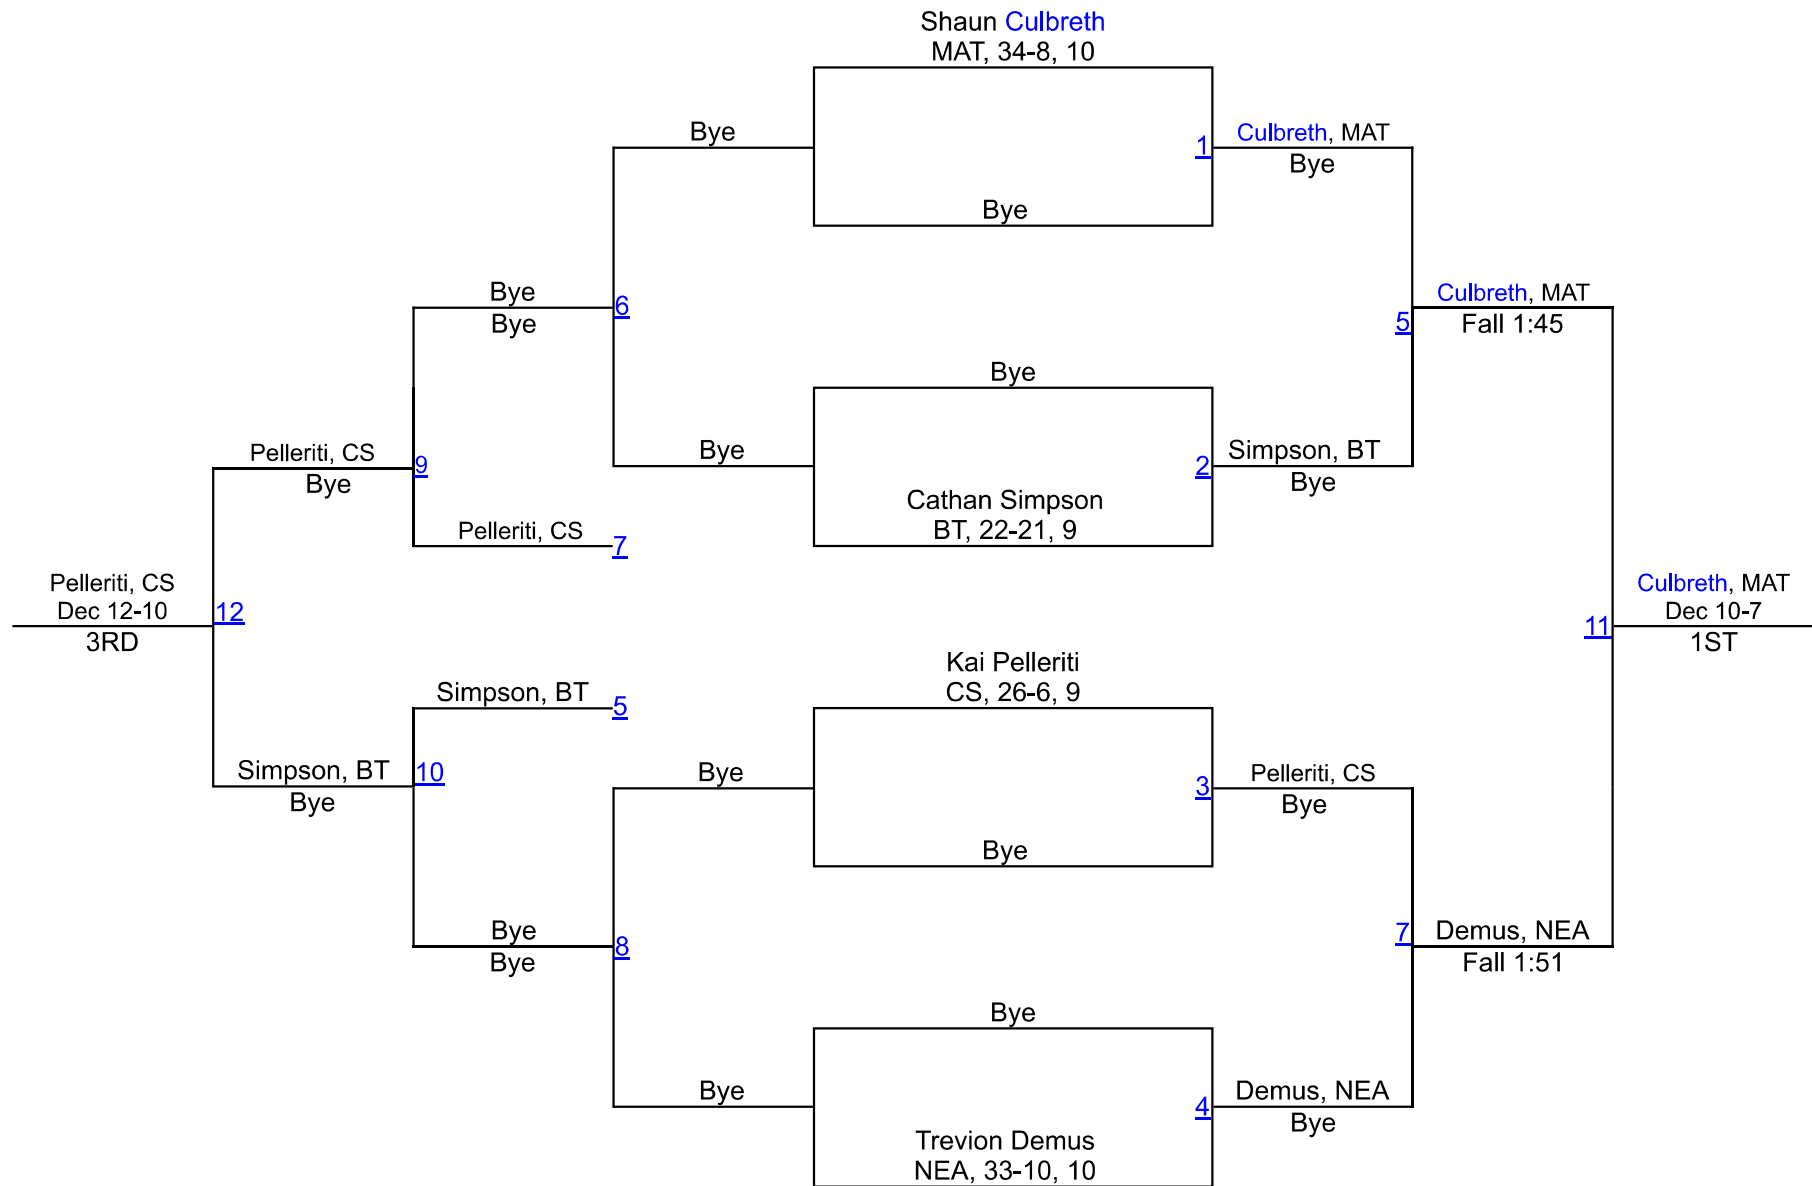 Shaun Culbreth
MAT, 34-8, 10
Bye
1
Culbreth, MAT
Bye
Bye
Bye
Bye
6
5
Culbreth, MAT
Fall 1:45
Bye
Bye
2
Simpson, BT
Bye
Cathan Simpson
BT, 22-21, 9
Pelleriti, CS
Bye
9
Pelleriti, CS
7
Pelleriti, CS
Dec 12-10
3RD
12
11
Culbreth, MAT
Dec 10-7
1ST
Simpson, BT
5
Kai Pelleriti
CS, 26-6, 9
Simpson, BT
Bye
10
Bye
3
Pelleriti, CS
Bye
Bye
Bye
Bye
8
7
Demus, NEA
Fall 1:51
Bye
Bye
4
Demus, NEA
Bye
Trevion Demus
NEA, 33-10, 10